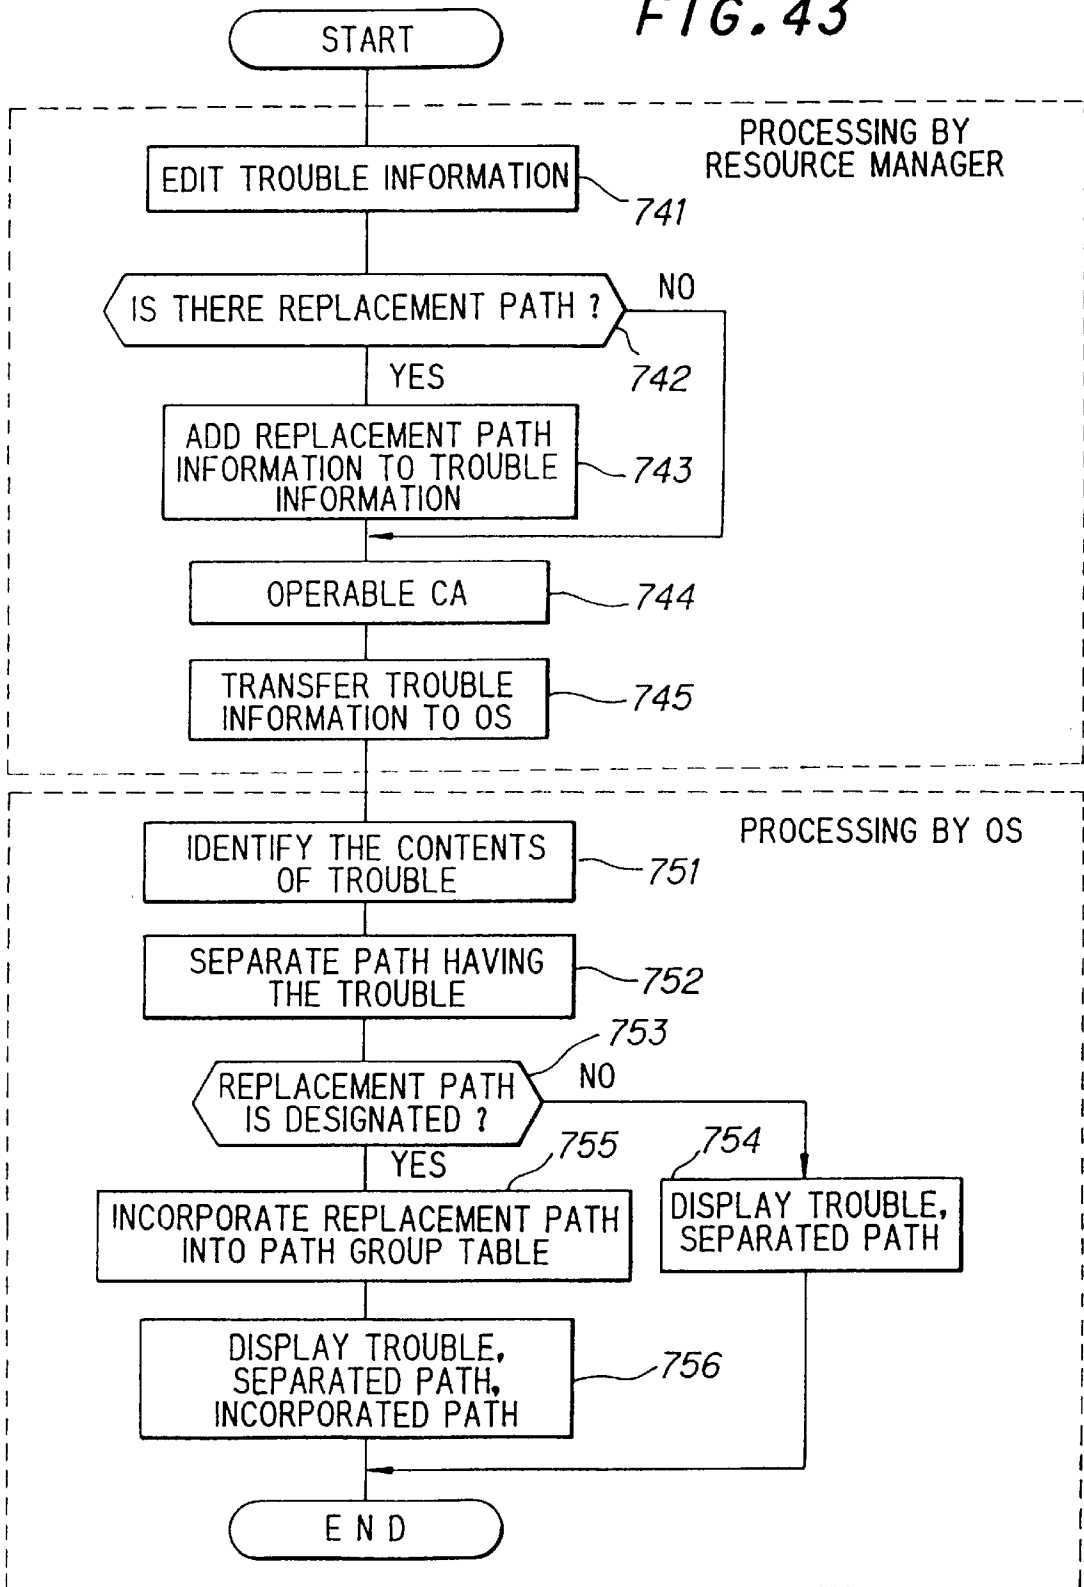 FIG. 43
START
PROCESSING BY
RESOURCE MANAGER
EDIT TROUBLE INFORMATION
741
IS THERE REPLACEMENT PATH ?
NO
742
YES
ADD REPLACEMENT PATH
INFORMATION TO TROUBLE
INFORMATION
743
OPERABLE CA
744
TRANSFER TROUBLE
INFORMATION TO OS
745
PROCESSING BY OS
IDENTIFY THE CONTENTS
OF TROUBLE
751
SEPARATE PATH HAVING
THE TROUBLE
752
753
REPLACEMENT PATH
IS DESIGNATED ?
NO
YES
755
754
INCORPORATE REPLACEMENT PATH
INTO PATH GROUP TABLE
DISPLAY TROUBLE,
SEPARATED PATH
DISPLAY TROUBLE,
SEPARATED PATH,
INCORPORATED PATH
756
END